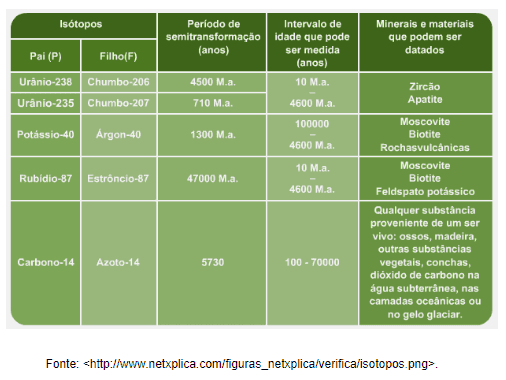 Isótopos
Período de semitransformação (anos)
Intervalo de idade que pode ser medida (anos)
Minerais e materiais que podem ser datados
Pai (P)
Filho(F)
Urânio-238
Chumbo-206
4500 M.a.
10 M.a.
–
4600 M.a.
Zircão
Apatite
Urânio-235
Chumbo-207
710 M.a.
Potássio-40
Árgon-40
1300 M.a.
100000
–
4600 M.a.
Moscovite
Biotite
Rochasvulcânicas
Rubídio-87
Estrôncio-87
47000 M.a.
10 M.a.
–
4600 M.a.
Moscovite
Biotite
Feldspato potássico
Carbono-14
Azoto-14
5730
100 - 70000
Qualquer substância
proveniente de um ser
vivo: ossos, madeira,
outras substâncias
vegetais, conchas,
dióxido de carbono na
água subterrânea, nas
camadas oceânicas ou
no gelo glaciar.
Fonte: <http://www.netxplica.com/figuras_netxplica/verifica/isotopos.png>.